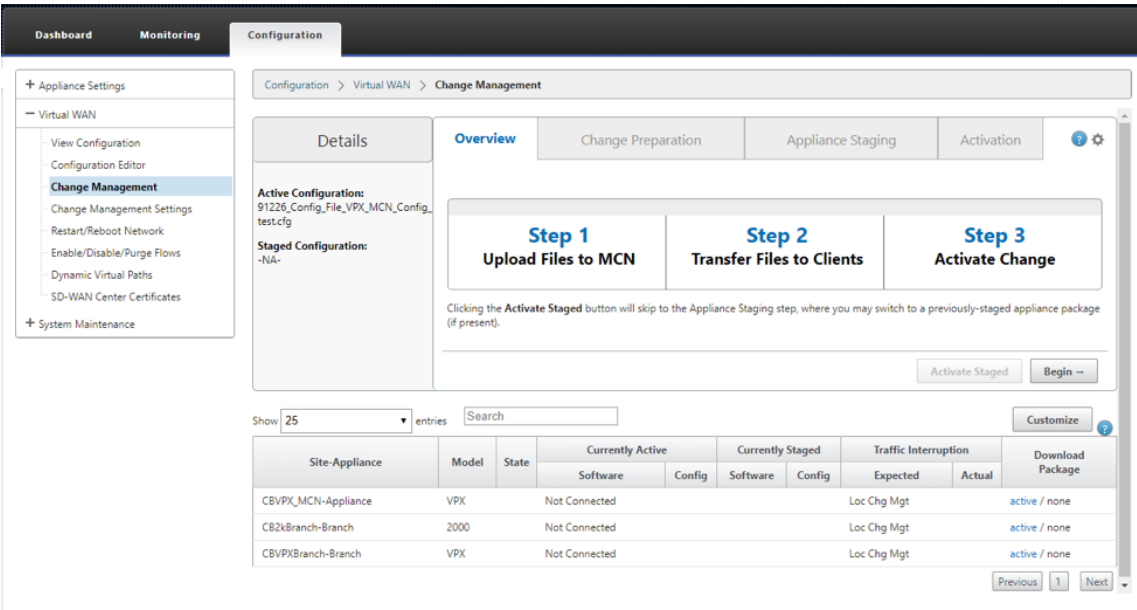 Dashboard Monitoring Configuration
+ Appliance Settings
− Virtual WAN
View Configuration
Configuration Editor
Change Management
Change Management Settings
Restart/Reboot Network
Enable/Disable/Purge Flows
Dynamic Virtual Paths
SD-WAN Center Certificates
+ System Maintenance
Configuration > Virtual WAN > Change Management
Details
Active Configuration:
91226_Config_File_VPX_MCN_Config_
test.cfg
Staged Configuration:
-NA-
Overview Change Preparation Appliance Staging Activation ?
Step 1 Step 2 Step 3
Upload Files to MCN Transfer Files to Clients Activate Change
Clicking the Activate Staged button will skip to the Appliance Staging step, where you may switch to a previously-staged appliance package
(if present).
Activate Staged Begin →
Show 25 entries Search Customize ?
Site-Appliance Model State Currently Active Currently Staged Traffic Interruption Download Package
Software Config Software Config Expected Actual
CBVPX_MCN-Appliance VPX Not Connected Loc Chg Mgt active / none
CB2kBranch-Branch 2000 Not Connected Loc Chg Mgt active / none
CBVPXBranch-Branch VPX Not Connected Loc Chg Mgt active / none
Previous 1 Next